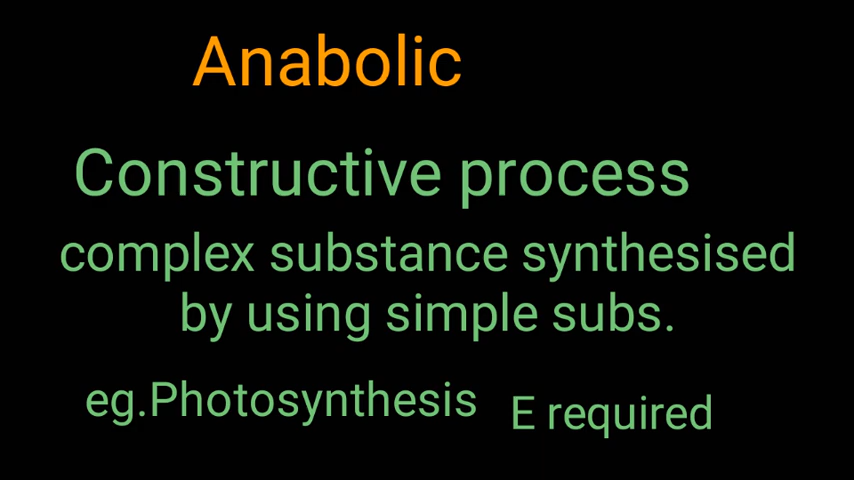 Anabolic
Constructive process
complex substance synthesised
by using simple subs.
eg.Photosynthesis E required